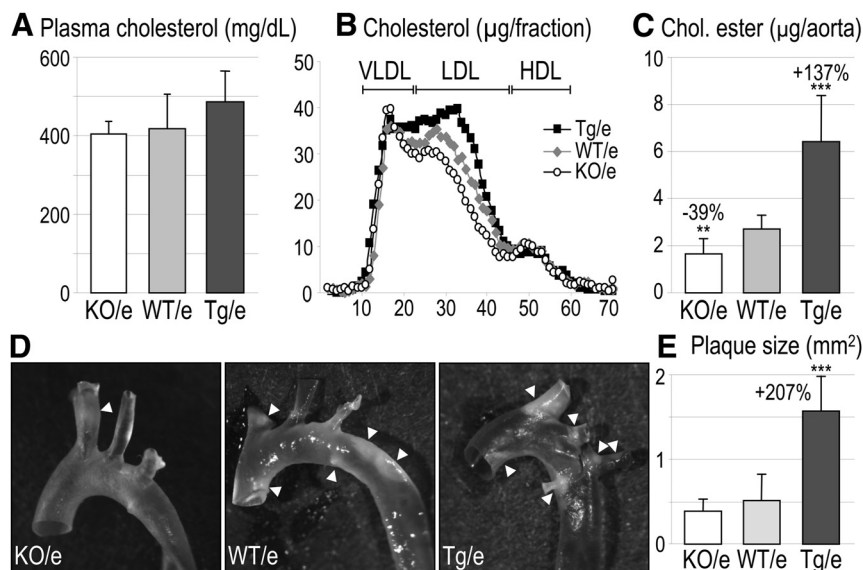 A Plasma cholesterol (mg/dL)
600
400
200
0
KO/e WT/e Tg/e
B Cholesterol (µg/fraction)
VLDL LDL HDL
50
40
30
20
10
0
10 20 30 40 50 60 70
Tg/e
WT/e
KO/e
C Chol. ester (µg/aorta)
10
8
6
4
2
0
-39%
**
+137%
***
KO/e WT/e Tg/e
D
KO/e
WT/e
Tg/e
E Plaque size (mm²)
2
1
0
+207%
***
KO/e WT/e Tg/e